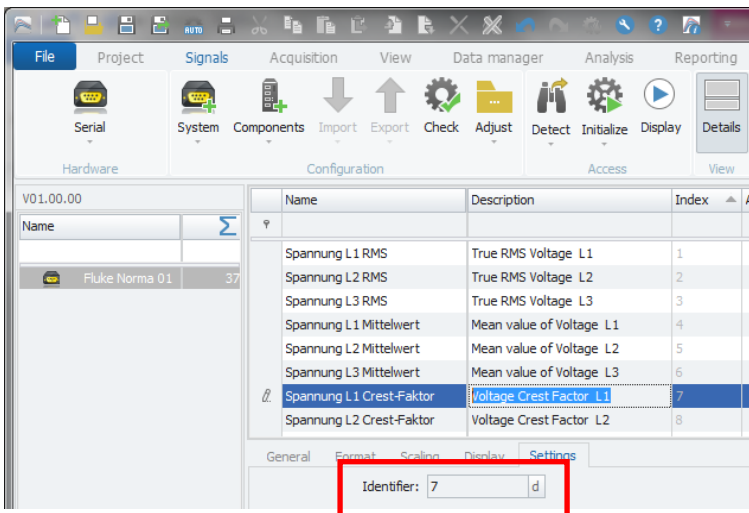 AUTO
File Project Signals Acquisition View Data manager Analysis Reporting
Serial System Components Import Export Check Adjust Detect Initialize Display Details
Hardware Configuration Access View
V01.00.00
Name Σ
Fluke Norma 01 37
Name Description Index
Spannung L1 RMS True RMS Voltage L1 1
Spannung L2 RMS True RMS Voltage L2 2
Spannung L3 RMS True RMS Voltage L3 3
Spannung L1 Mittelwert Mean value of Voltage L1 4
Spannung L2 Mittelwert Mean value of Voltage L2 5
Spannung L3 Mittelwert Mean value of Voltage L3 6
Spannung L1 Crest-Faktor Voltage Crest Factor L1 7
Spannung L2 Crest-Faktor Voltage Crest Factor L2 8
General Format Scaling Display Settings
Identifier: 7 d